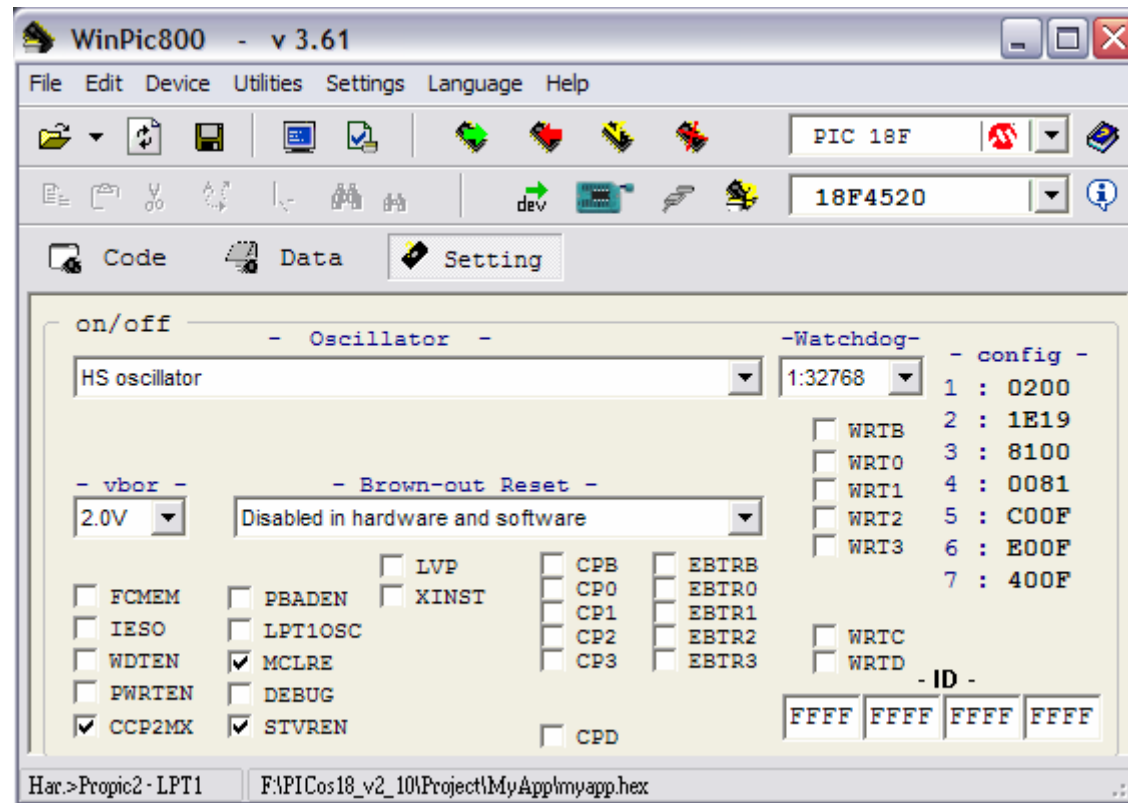 WinPic800 - v 3.61
File Edit Device Utilities Settings Language Help
PIC 18F
dev 18F4520
Code Data Setting
on/off
- Oscillator - -Watchdog- - config -
HS oscillator 1:32768 1 : 0200
WRTB 2 : 1E19
WRT0 3 : 8100
- vbor - - Brown-out Reset - WRT1 4 : 0081
2.0V Disabled in hardware and software WRT2 5 : C00F
WRT3 6 : E00F
LVP CPB EBTRB 7 : 400F
FCMEM PBADEN XINST CP0 EBTR0
CP1 EBTR1
IESO LPT1OSC CP2 EBTR2 WRTC
WDTEN MCLRE CP3 EBTR3 WRTD
- ID -
PWRTEN DEBUG
FFFF FFFF FFFF FFFF
CCP2MX STVREN CPD
Har.>Propic2 - LPT1 F:\PICos18_v2_10\Project\MyApp\myapp.hex